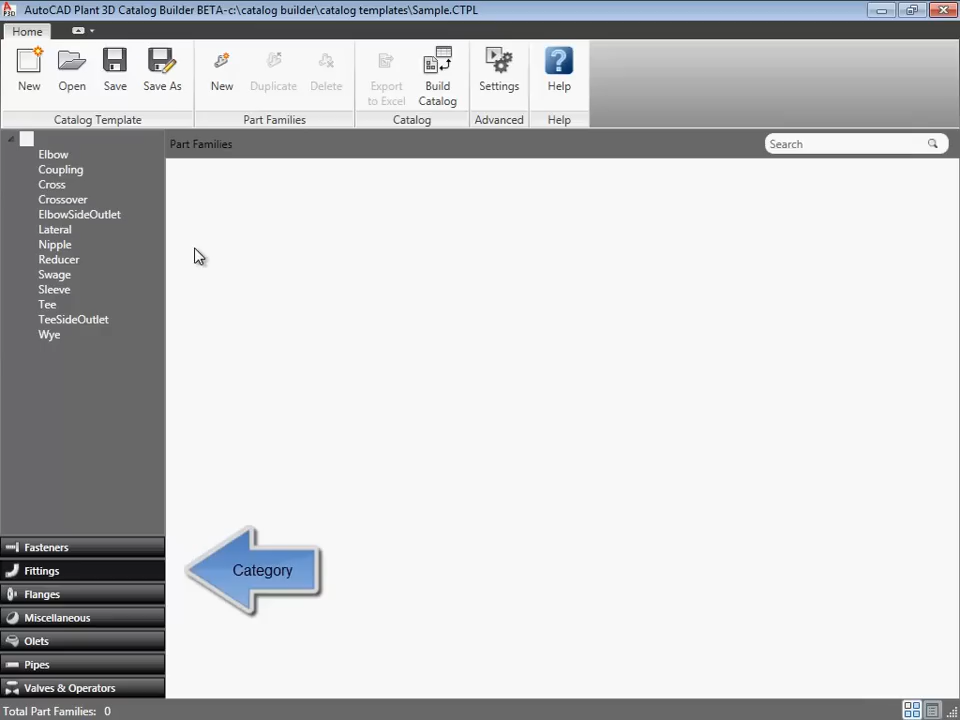 AutoCAD Plant 3D Catalog Builder BETA-c:\catalog builder\catalog templates\Sample.CTPL
Home
New
Open
Save
Save As
New
Duplicate
Delete
Export
to Excel
Build
Catalog
Settings
Help
Catalog Template
Part Families
Catalog
Advanced
Help
Part Families
Search
Elbow
Coupling
Cross
Crossover
ElbowSideOutlet
Lateral
Nipple
Reducer
Swage
Sleeve
Tee
TeeSideOutlet
Wye
Fasteners
Fittings
Flanges
Miscellaneous
Olets
Pipes
Valves & Operators
Category
Total Part Families: 0